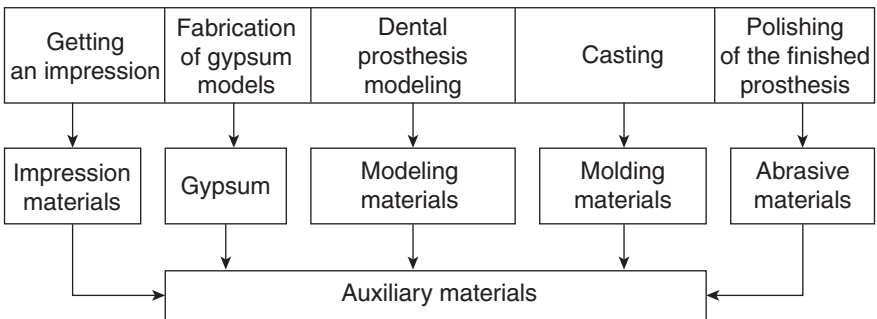 Getting
an impression
Fabrication
of gypsum
models
Dental
prosthesis
modeling
Casting
Polishing
of the finished
prosthesis
Impression
materials
Gypsum
Modeling
materials
Molding
materials
Abrasive
materials
Auxiliary materials